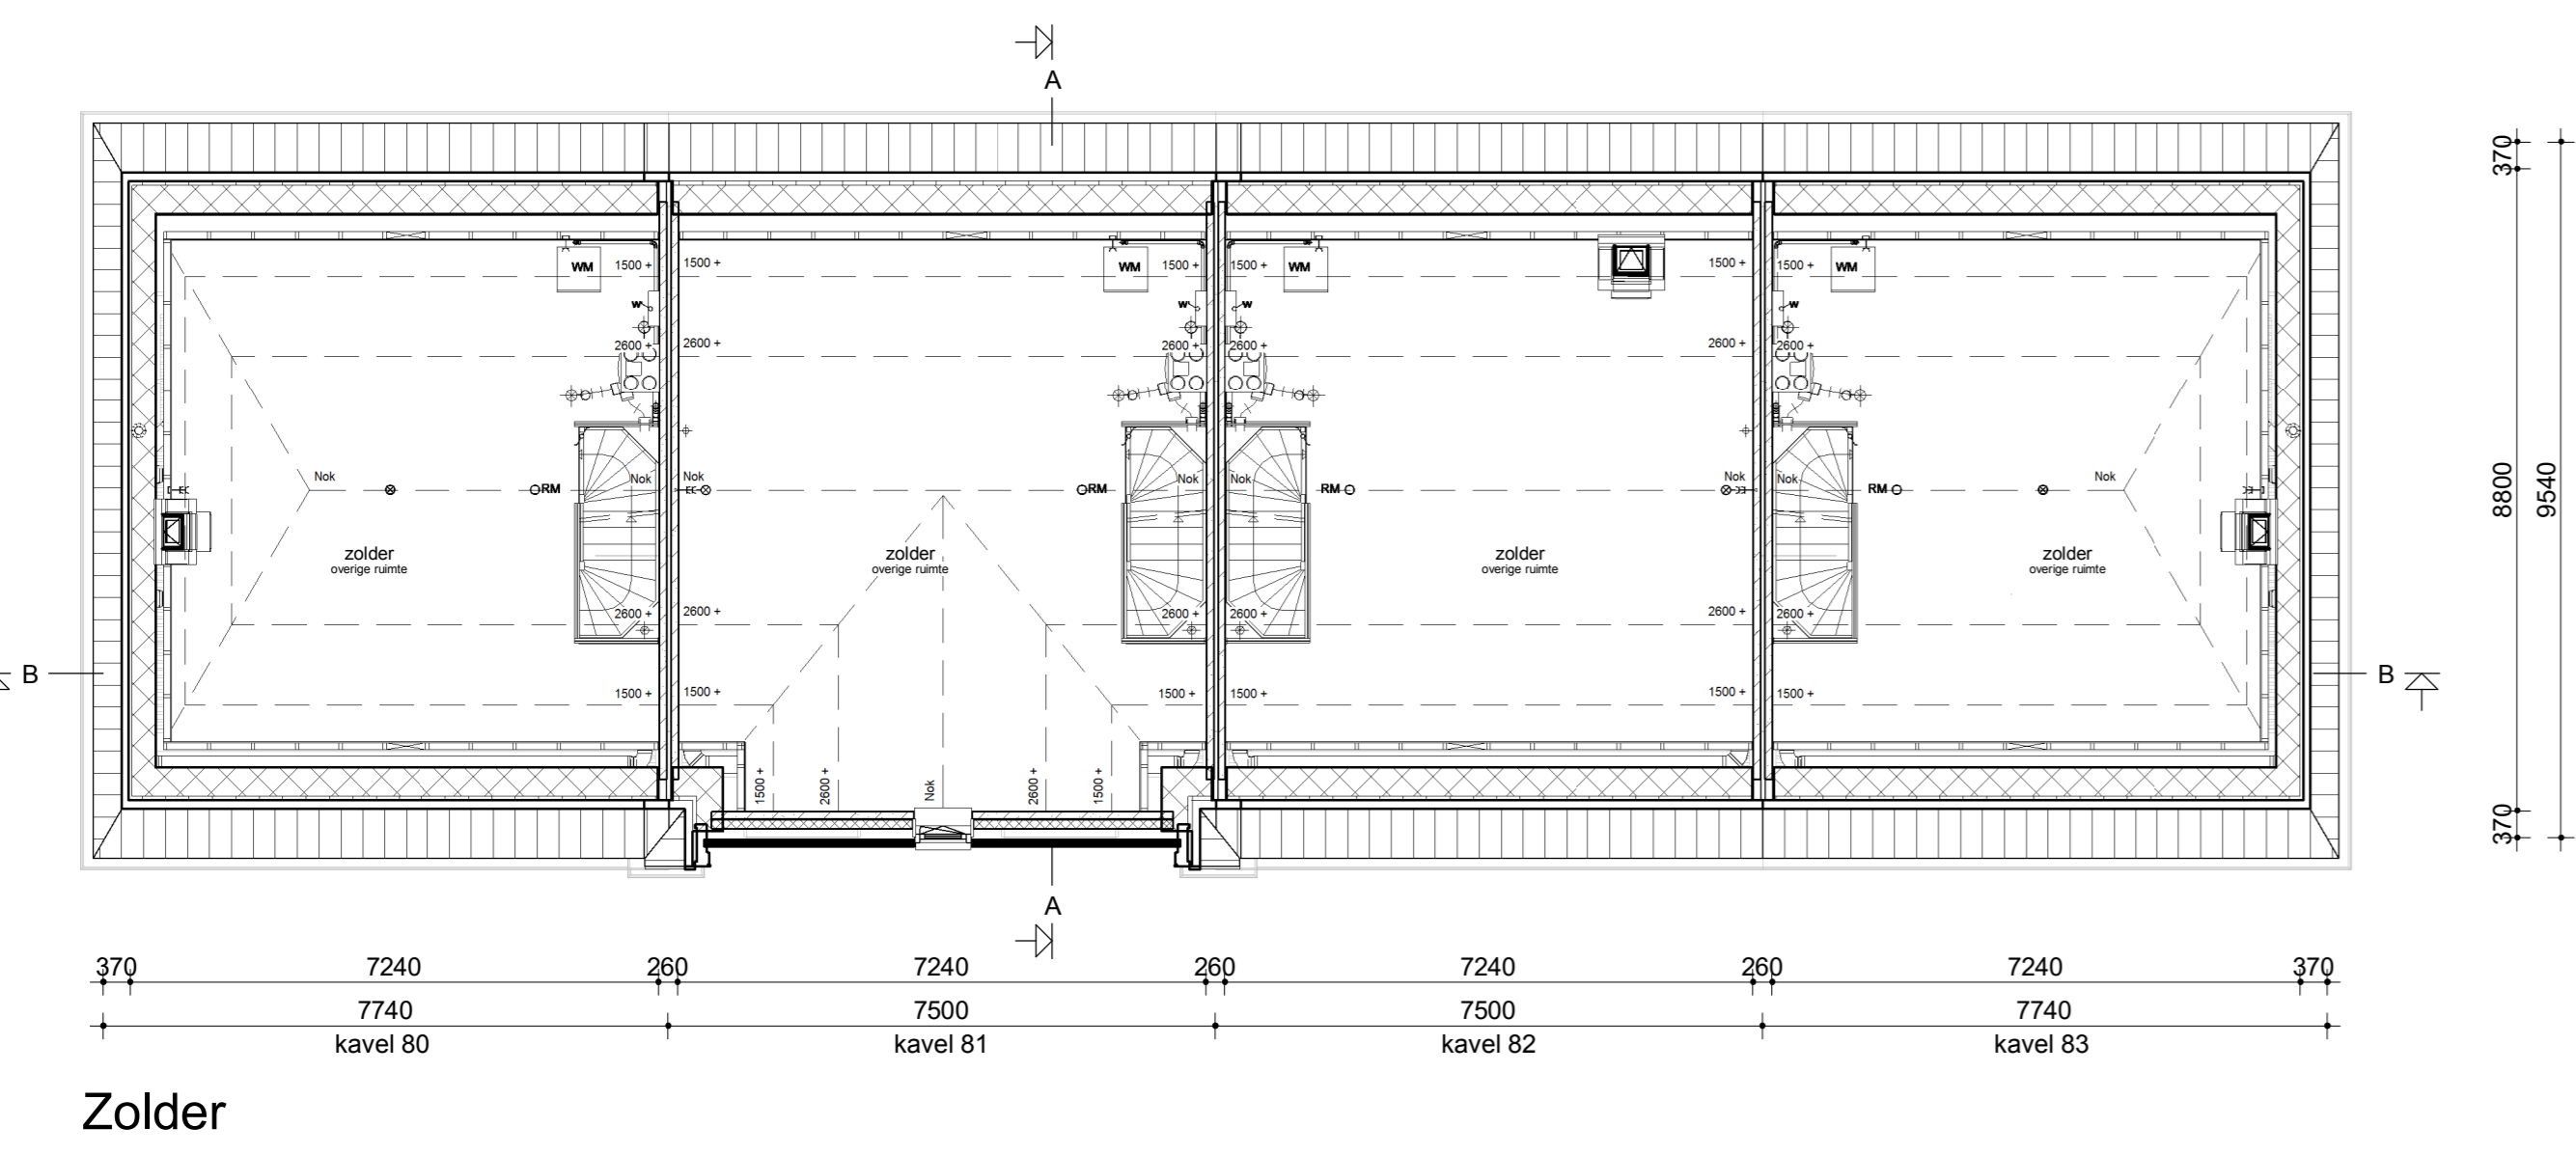 A
370
WM 1500 + 1500 + WM 1500 + 1500 + WM 1500 + 1500 + WM
W W W W
2600 + 2600 + 2600 + 2600 + 2600 + 2600 +
Nok RM Nok Nok RM Nok Nok RM Nok Nok RM Nok
8800 9540
zolder zolder zolder zolder
overige ruimte overige ruimte overige ruimte overige ruimte
2600 + 2600 + 2600 + 2600 + 2600 + 2600 +
B B
1500 + 1500 + 1500 + 1500 + 1500 + 1500 +
1500 + 2600 + Nok 2600 + 1500 +
370
A
370 7240 260 7240 260 7240 260 7240 370
7740 7500 7500 7740
kavel 80 kavel 81 kavel 82 kavel 83
Zolder